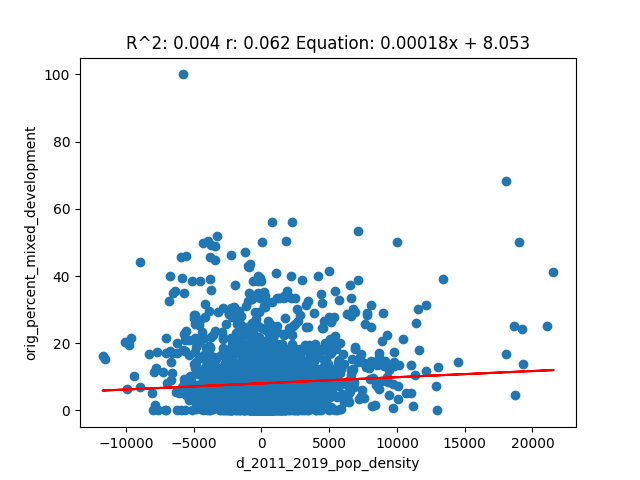 R^2: 0.004 r: 0.062 Equation: 0.00018x + 8.053
100
80
60
40
20
0
orig_percent_mixed_development
−10000 −5000 0 5000 10000 15000 20000
d_2011_2019_pop_density